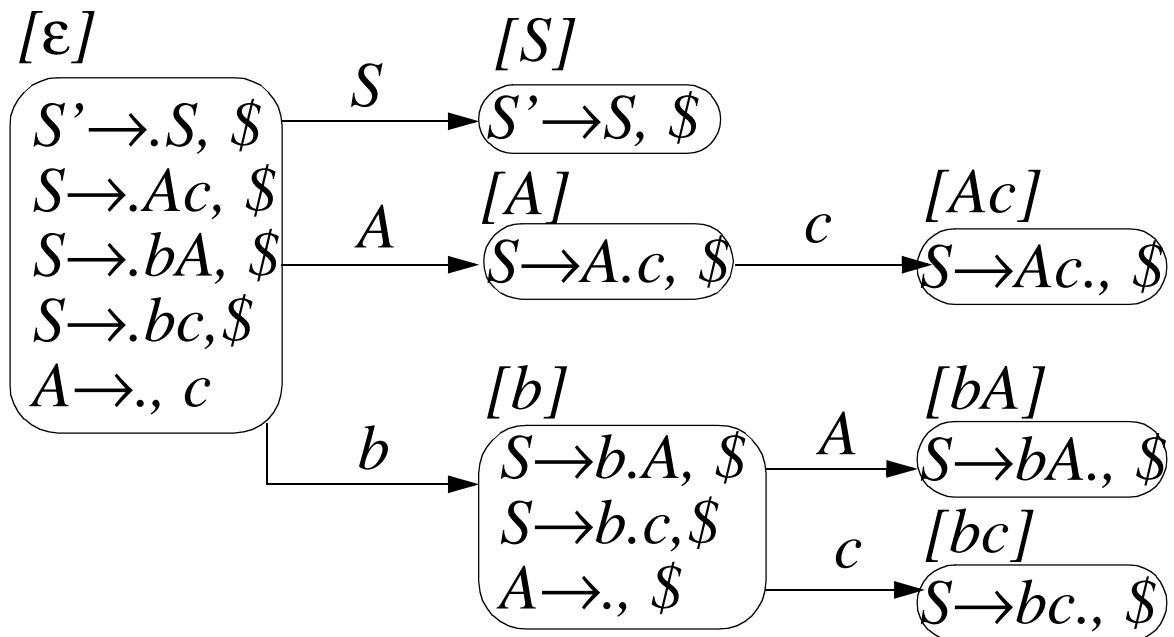 [ε]
S'→.S, $
S→.Ac, $
S→.bA, $
S→.bc,$
A→., c
S
[S]
S'→S, $
A
[A]
S→A.c, $
c
[Ac]
S→Ac., $
b
[b]
S→b.A, $
S→b.c,$
A→., $
A
[bA]
S→bA., $
c
[bc]
S→bc., $